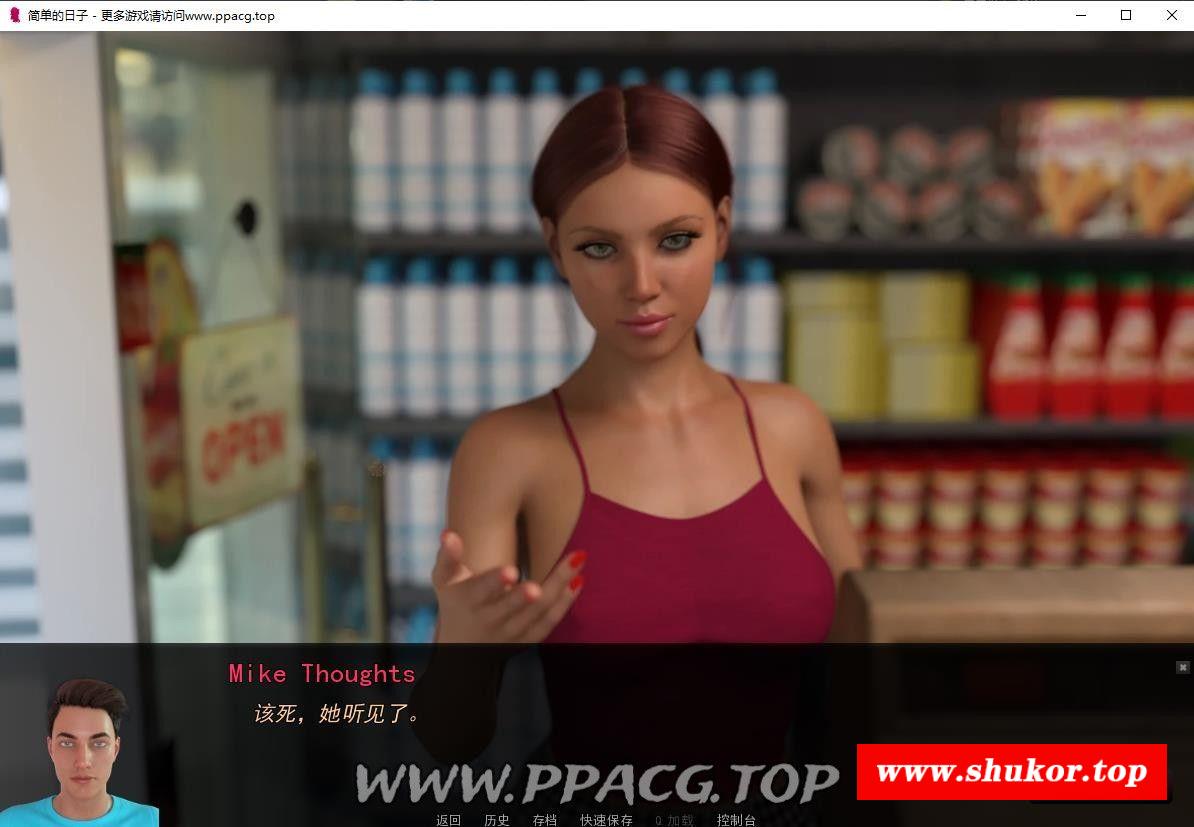 简单的日子 - 更多游戏请访问www.ppacg.top
OPEN
Mike Thoughts
该死，她听见了。
WWW.PPACG.TOP
www.shukor.top
返回 历史 存档 快速保存 Q 加载 控制台